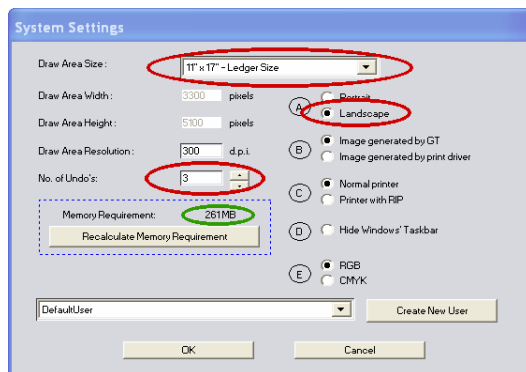 System Settings
Draw Area Size :
11" x 17" - Ledger Size
Draw Area Width :
3300
pixels
Draw Area Height :
5100
pixels
Draw Area Resolution :
300
d.p.i.
No. of Undo's:
3
Memory Requirement:
261MB
Recalculate Memory Requirement
A
Portrait
Landscape
B
Image generated by GT
Image generated by print driver
C
Normal printer
Printer with RIP
D
Hide Windows' Taskbar
E
RGB
CMYK
DefaultUser
Create New User
OK
Cancel